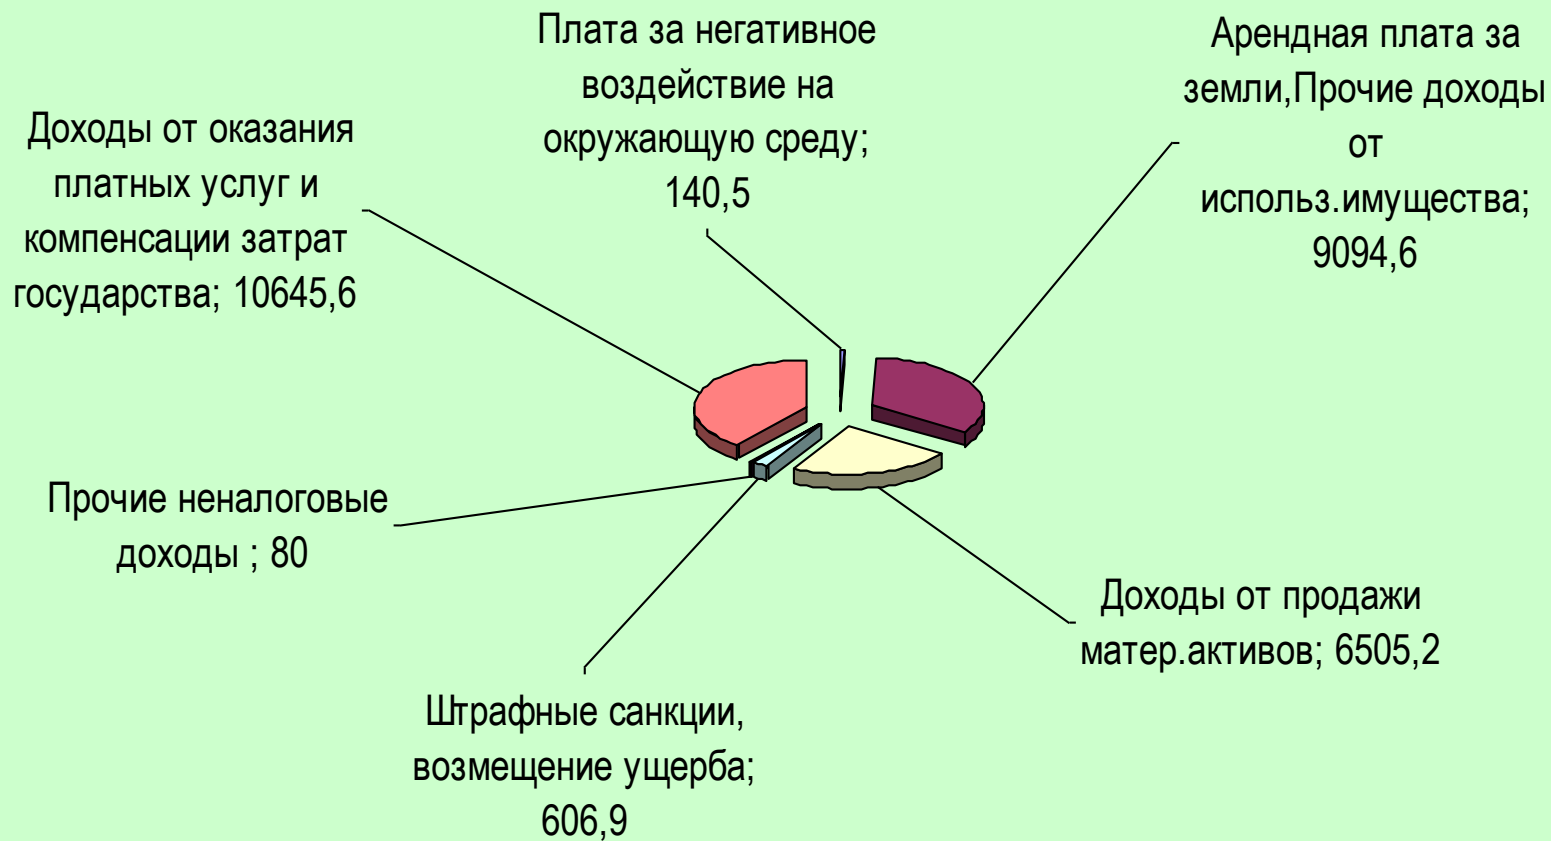 Плата за негативное
воздействие на
окружающую среду;
140,5
Арендная плата за
земли,Прочие доходы
от
использ.имущества;
9094,6
Доходы от оказания
платных услуг и
компенсации затрат
государства; 10645,6
Прочие неналоговые
доходы ; 80
Доходы от продажи
матер.активов; 6505,2
Штрафные санкции,
возмещение ущерба;
606,9